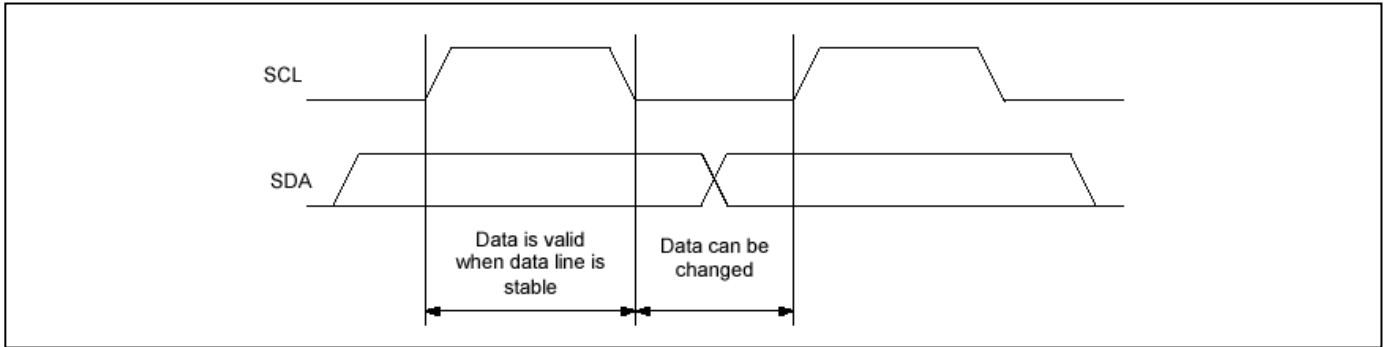 SCL
SDA
Data is valid
when data line is
stable
Data can be
changed